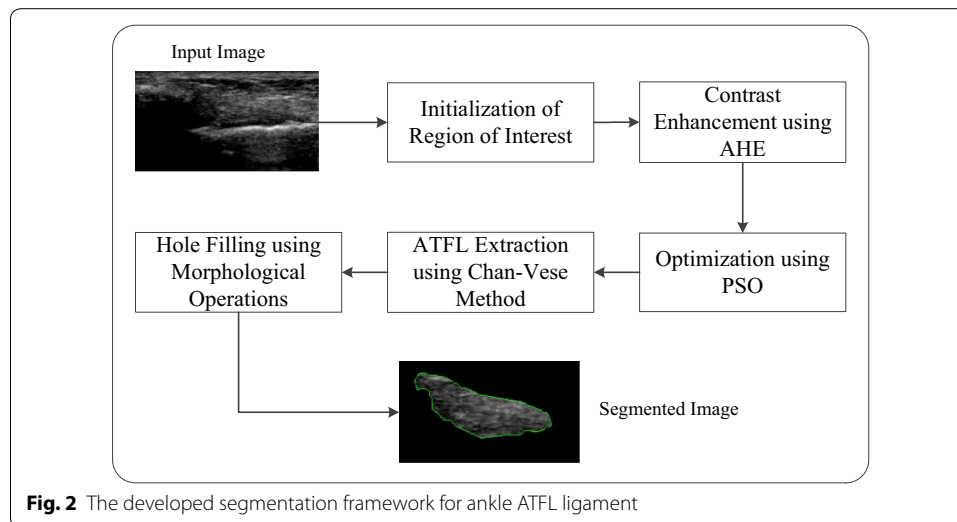 Input Image
Initialization of
Region of Interest
Contrast
Enhancement using
AHE
Hole Filling using
Morphological
Operations
ATFL Extraction
using Chan-Vese
Method
Optimization using
PSO
Segmented Image
Fig. 2 The developed segmentation framework for ankle ATFL ligament